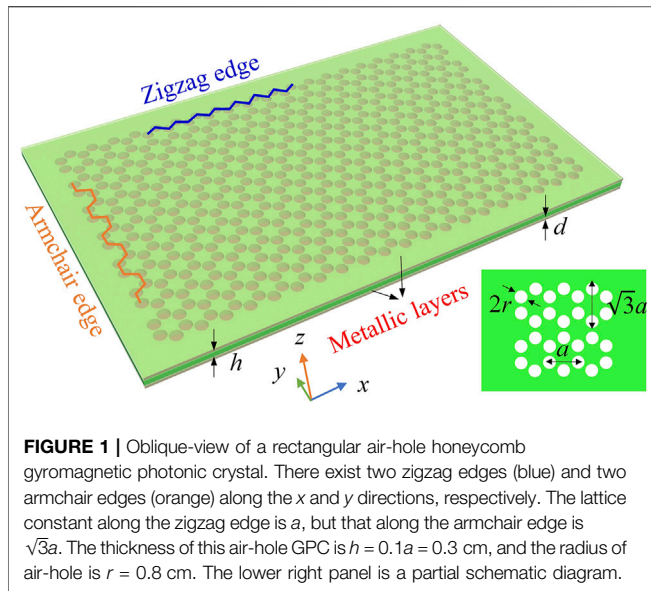 Zigzag edge
Armchair edge
d
2r
√3a
a
Metallic layers
h
z
y
x
FIGURE 1 | Oblique-view of a rectangular air-hole honeycomb
gyromagnetic photonic crystal. There exist two zigzag edges (blue) and two
armchair edges (orange) along the x and y directions, respectively. The lattice
constant along the zigzag edge is a, but that along the armchair edge is
√3a. The thickness of this air-hole GPC is h = 0.1a = 0.3 cm, and the radius of
air-hole is r = 0.8 cm. The lower right panel is a partial schematic diagram.